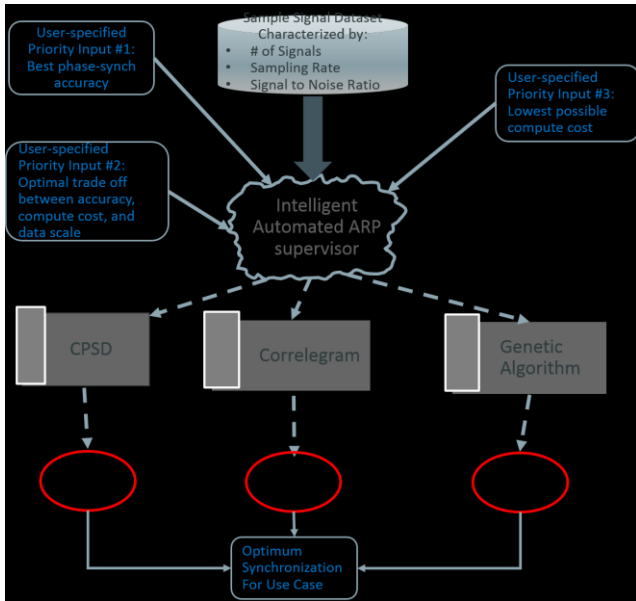 Sample Signal Dataset
Characterized by:
• # of Signals
• Sampling Rate
• Signal to Noise Ratio
User-specified
Priority Input #1:
Best phase-synch
accuracy
User-specified
Priority Input #3:
Lowest possible
compute cost
User-specified
Priority Input #2:
Optimal trade off
between accuracy,
compute cost, and
data scale
Intelligent
Automated ARP
supervisor
CPSD
Correlegram
Genetic
Algorithm
Optimum
Synchronization
For Use Case